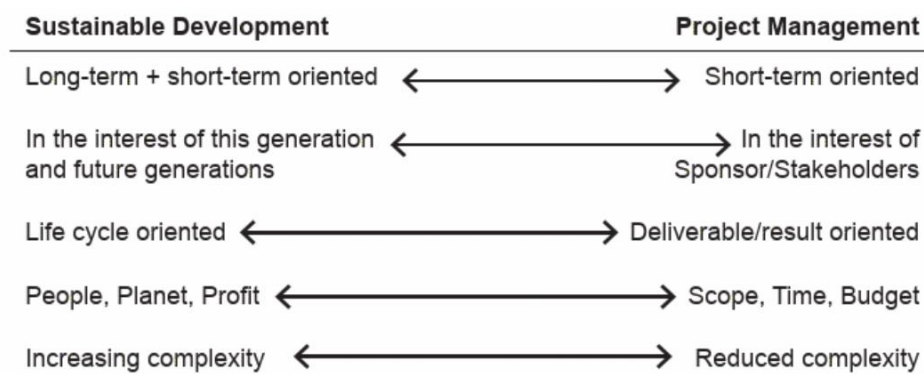 Sustainable Development Project Management
Long-term + short-term oriented Short-term oriented
In the interest of this generation In the interest of
and future generations Sponsor/Stakeholders
Life cycle oriented Deliverable/result oriented
People, Planet, Profit Scope, Time, Budget
Increasing complexity Reduced complexity